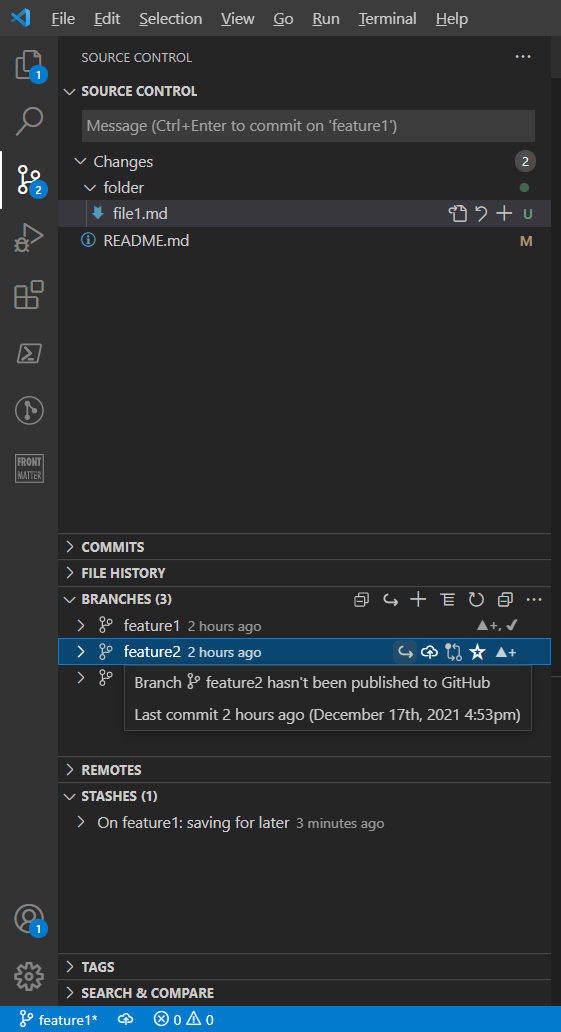 File Edit Selection View Go Run Terminal Help
SOURCE CONTROL
SOURCE CONTROL
Message (Ctrl+Enter to commit on 'feature1')
Changes 2
folder
file1.md U
README.md M
COMMITS
FILE HISTORY
BRANCHES (3)
feature1 2 hours ago
feature2 2 hours ago
Branch feature2 hasn't been published to GitHub
Last commit 2 hours ago (December 17th, 2021 4:53pm)
REMOTES
STASHES (1)
On feature1: saving for later 3 minutes ago
TAGS
SEARCH & COMPARE
1
2
FRONT
MATTER
1
feature1* 0 0